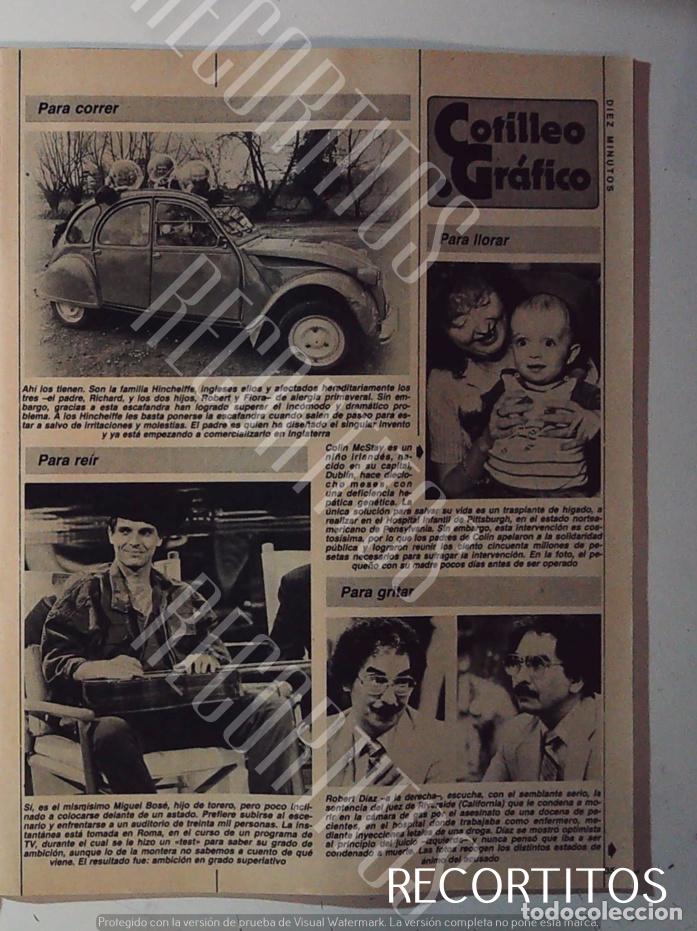 Para correr
Cotilleo
Gráfico
DIEZ MINUTOS
Ahí los tienen. Son la familia Hincheiffe, ingleses ellos y afectados hereditariamente los
tres –el padre, Richard, y los dos hijos, Robert y Fiora– de alergia primaveral. Sin em-
bargo, gracias a esta escafandra han logrado superar el incómodo y dramático pro-
blema. A los Hincheiffe les basta ponerse la escafandra cuando salen de paseo para es-
tar a salvo de irritaciones y molestias. El padre es quien ha diseñado el singular invento
y ya está empezando a comercializarlo en Inglaterra
Para llorar
Colin McStay es un
niño irlandés, na-
cido en su capital,
Dublín, hace diecio-
cho meses, con
una deficiencia he-
pática genética. La
única solución para salvar su vida es un trasplante de hígado, a
realizar en el Hospital Infantil de Pittsburgh, en el estado nortea-
mericano de Pensylvania. Sin embargo, esta intervención es cos-
tosísima, por lo que los padres de Colin apelaron a la solidaridad
pública y lograron reunir los ciento cincuenta millones de pe-
setas necesarios para sufragar la intervención. En la foto, el pe-
queño con su madre pocos días antes de ser operado
Para reír
Sí, es el mismísimo Miguel Bosé, hijo de torero, pero poco incli-
nado a colocarse delante de un astado. Prefiere subirse al esce-
nario y enfrentarse a un auditorio de treinta mil personas. La ins-
tantánea está tomada en Roma, en el curso de un programa de
TV, durante el cual se le hizo un «test» para saber su grado de
ambición, aunque lo de la montera no sabemos a cuento de qué
viene. El resultado fue: ambición en grado superlativo
Para gritar
Robert Díaz –a la derecha–, escucha, con el semblante serio, la
sentencia del juez de Riverside (California) que le condena a mo-
rir en la cámara de gas por el asesinato de una docena de pa-
cientes, en el hospital donde trabajaba como enfermero, me-
diante inyecciones letales de una droga. Díaz se mostró optimista
al principio del juicio –izquierda– y nunca pensó que iba a ser
condenado a muerte. Las fotos recogen los distintos estados de
ánimo del acusado
RECORTITOS
RECORTITOS
RECORTITOS
RECORTITOS
RECORTITOS
todocoleccion
Protegido con la versión de prueba de Visual Watermark. La versión completa no pone esta marca.